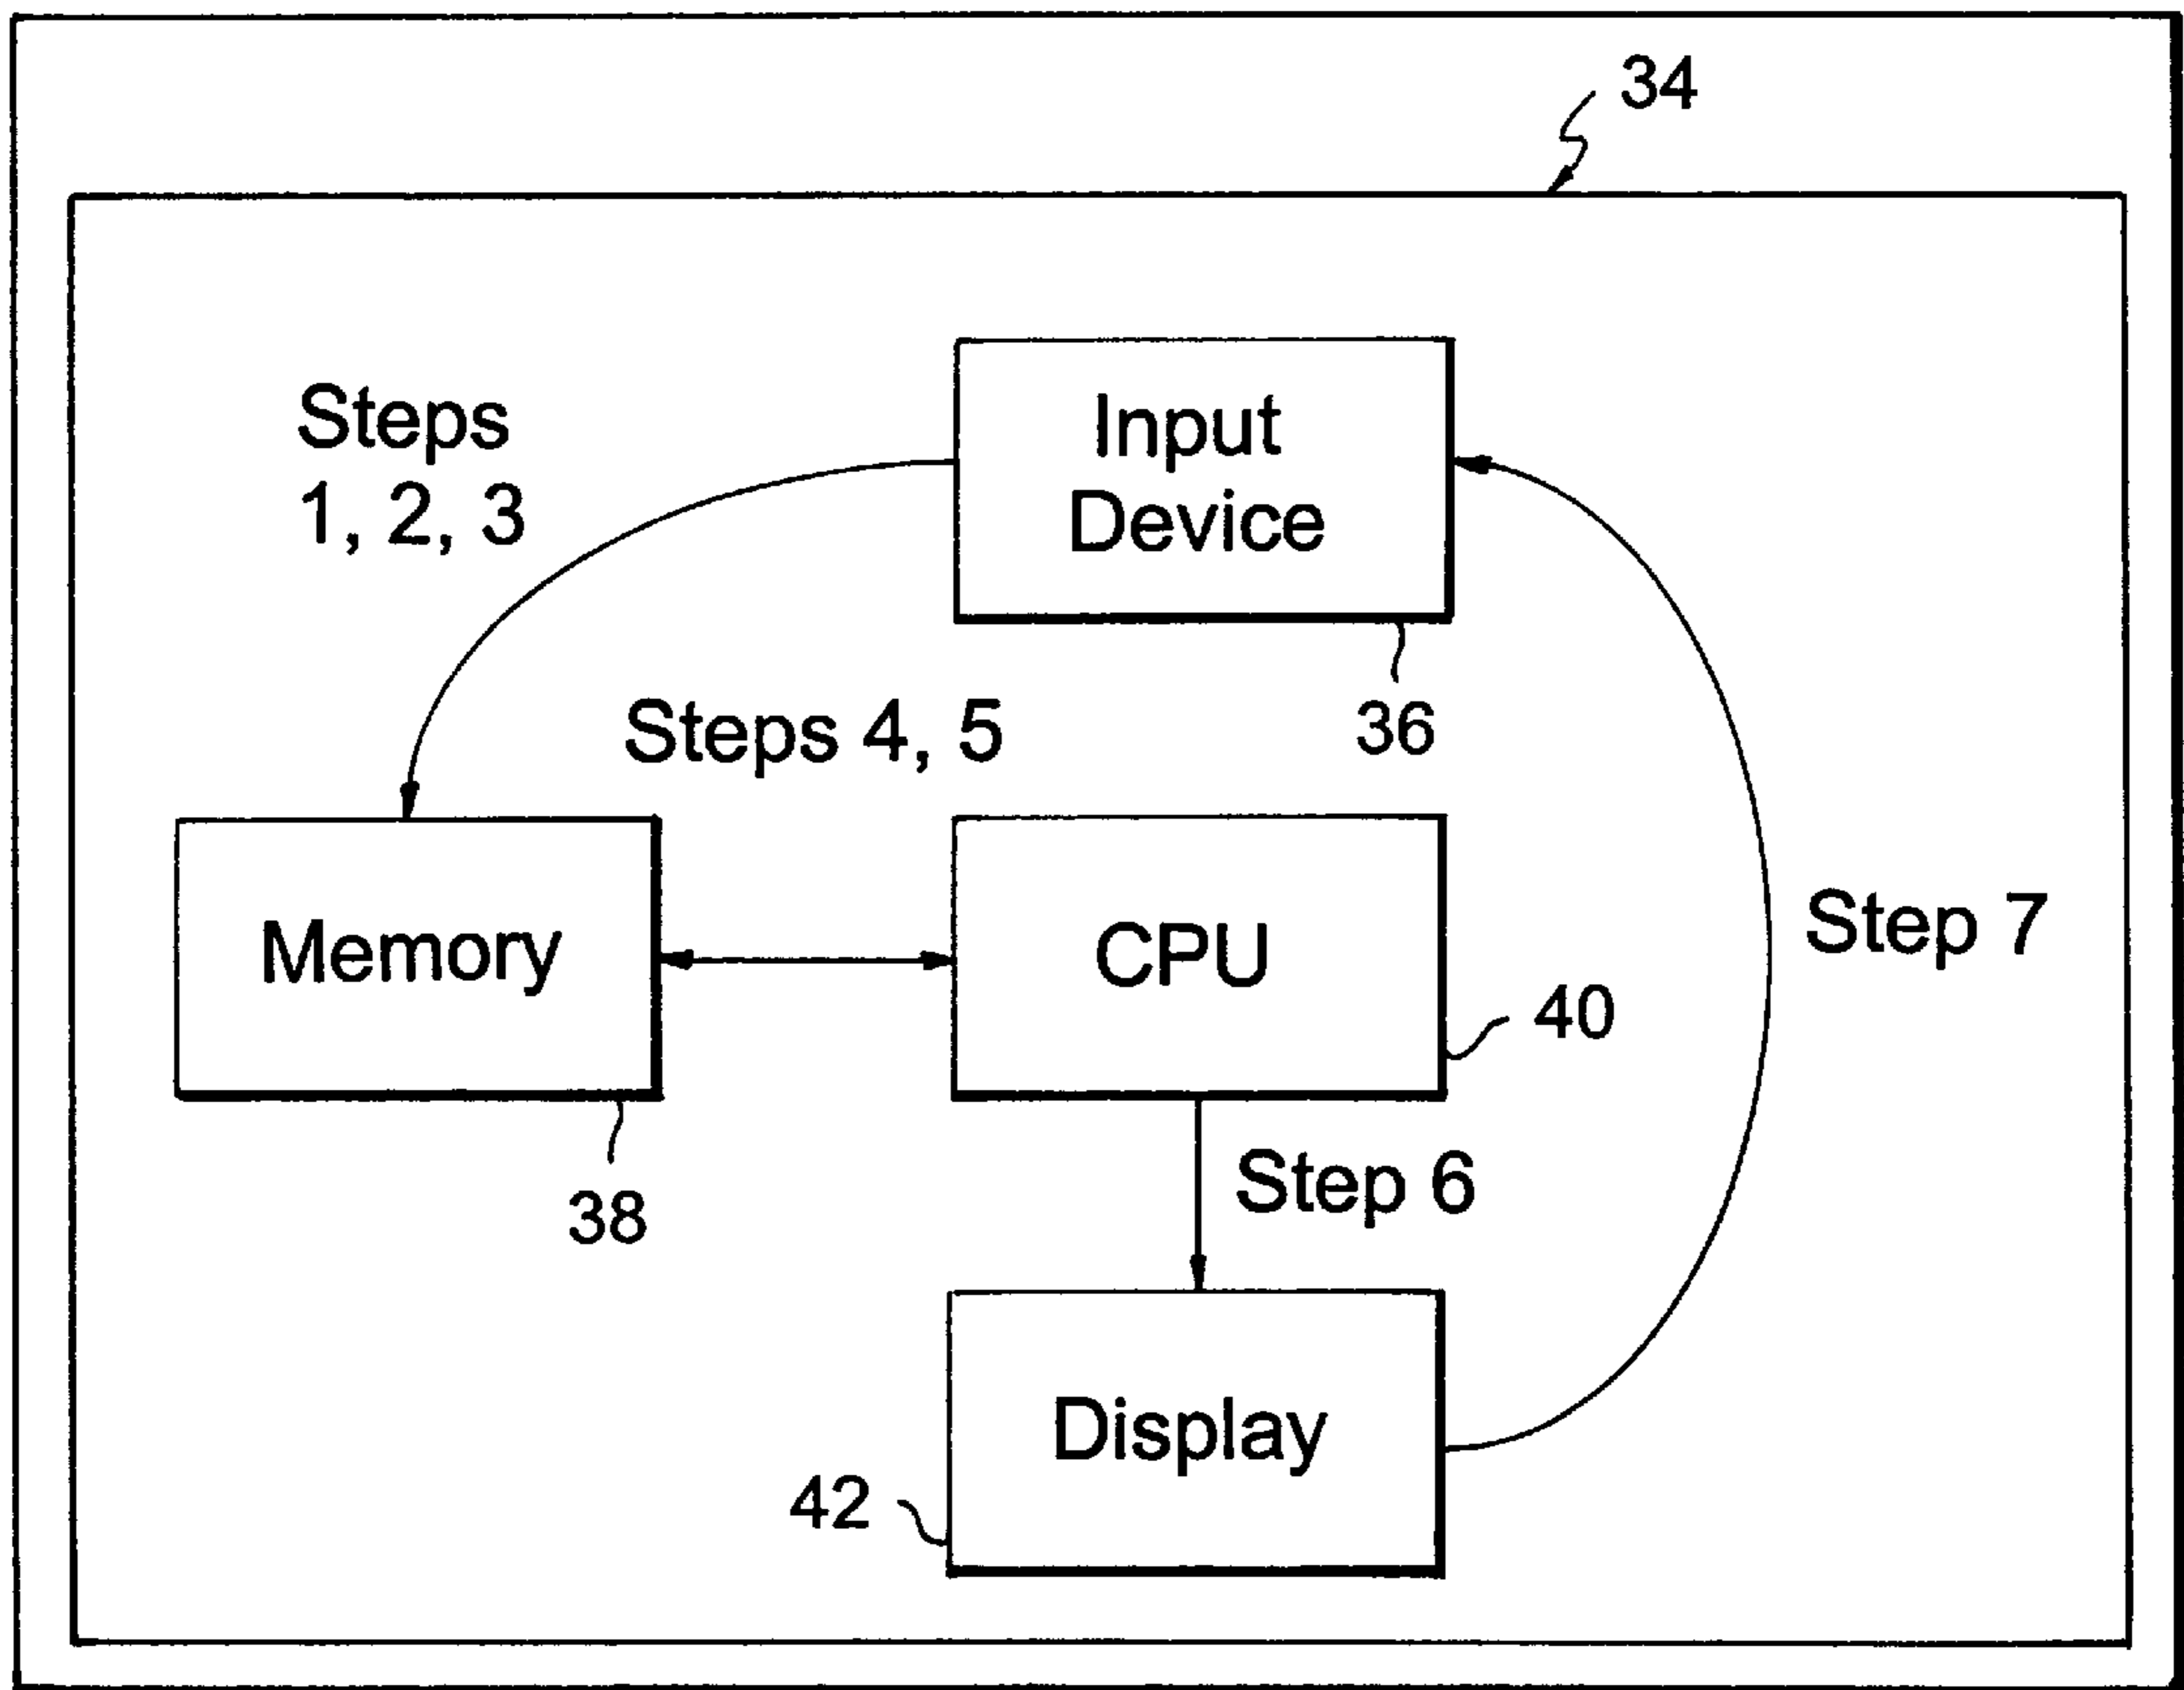 34
Steps
1, 2, 3
Input
Device
36
Steps 4, 5
Memory
CPU
Step 7
40
38
Step 6
Display
42